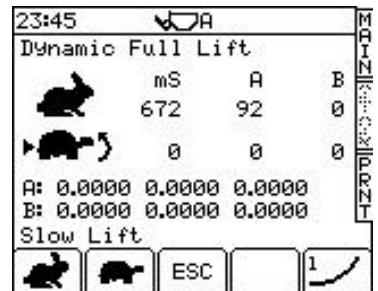 23:45 A
Dynamic Full Lift
mS A B
672 92 0
0 0 0
A: 0.0000 0.0000 0.0000
B: 0.0000 0.0000 0.0000
Slow Lift
ESC 1
MAIN
PRNT